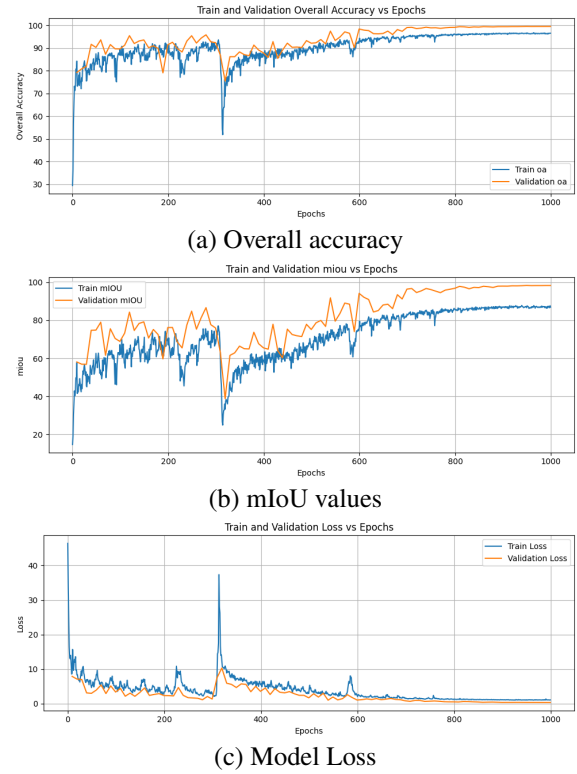 Train and Validation Overall Accuracy vs Epochs
100
90
80
70
60
50
40
30
Overall Accuracy
Train oa
Validation oa
0
200
400
600
800
1000
Epochs
(a) Overall accuracy
Train and Validation miou vs Epochs
Train mIOU
Validation mIOU
100
80
60
40
20
miou
0
200
400
600
800
1000
Epochs
(b) mIoU values
Train and Validation Loss vs Epochs
Train Loss
Validation Loss
40
30
20
10
0
Loss
0
200
400
600
800
1000
Epochs
(c) Model Loss